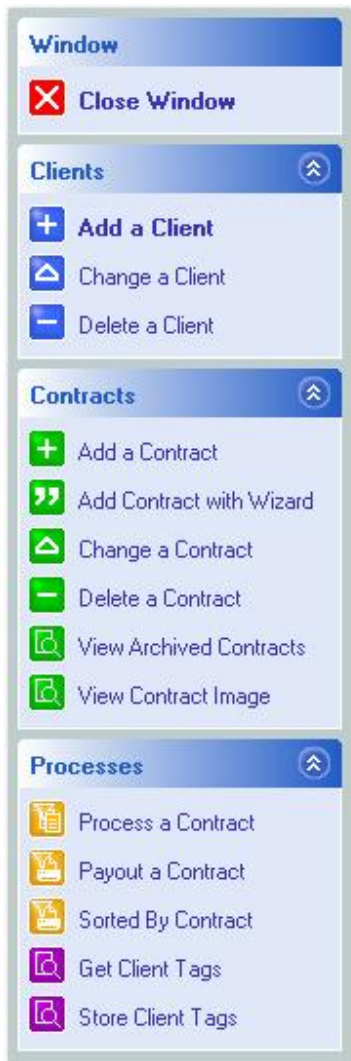 Window
Close Window
Clients
Add a Client
Change a Client
Delete a Client
Contracts
Add a Contract
Add Contract with Wizard
Change a Contract
Delete a Contract
View Archived Contracts
View Contract Image
Processes
Process a Contract
Payout a Contract
Sorted By Contract
Get Client Tags
Store Client Tags